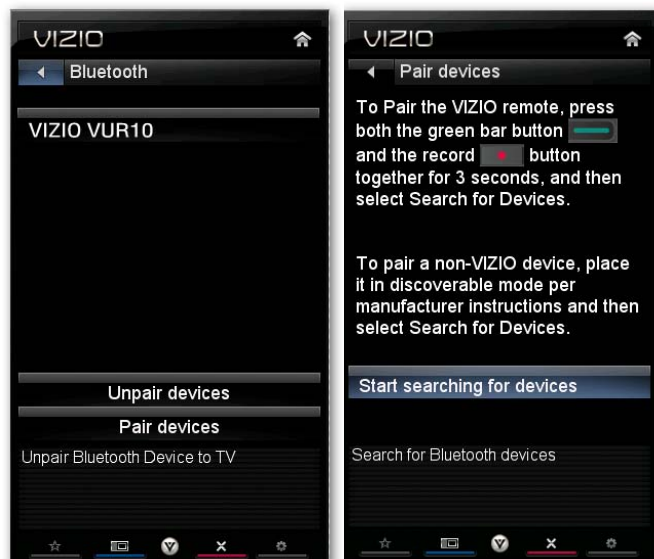 VIZIO
Bluetooth
VIZIO VUR10
Unpair devices
Pair devices
Unpair Bluetooth Device to TV
VIZIO
Pair devices
To Pair the VIZIO remote, press
both the green bar button
and the record button
together for 3 seconds, and then
select Search for Devices.
To pair a non-VIZIO device, place
it in discoverable mode per
manufacturer instructions and then
select Search for Devices.
Start searching for devices
Search for Bluetooth devices